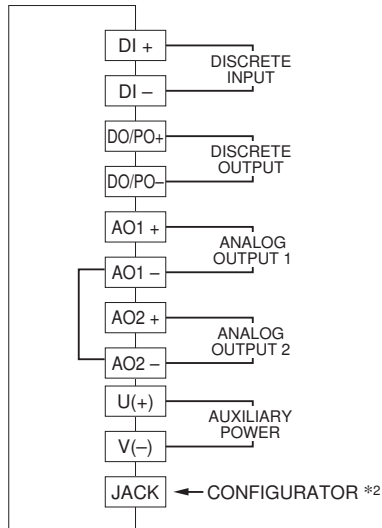 DI +
DISCRETE
INPUT
DI –
DO/PO+
DISCRETE
OUTPUT
DO/PO–
AO1 +
ANALOG
OUTPUT 1
AO1 –
AO2 +
ANALOG
OUTPUT 2
AO2 –
U(+)
AUXILIARY
POWER
V(–)
JACK CONFIGURATOR *2